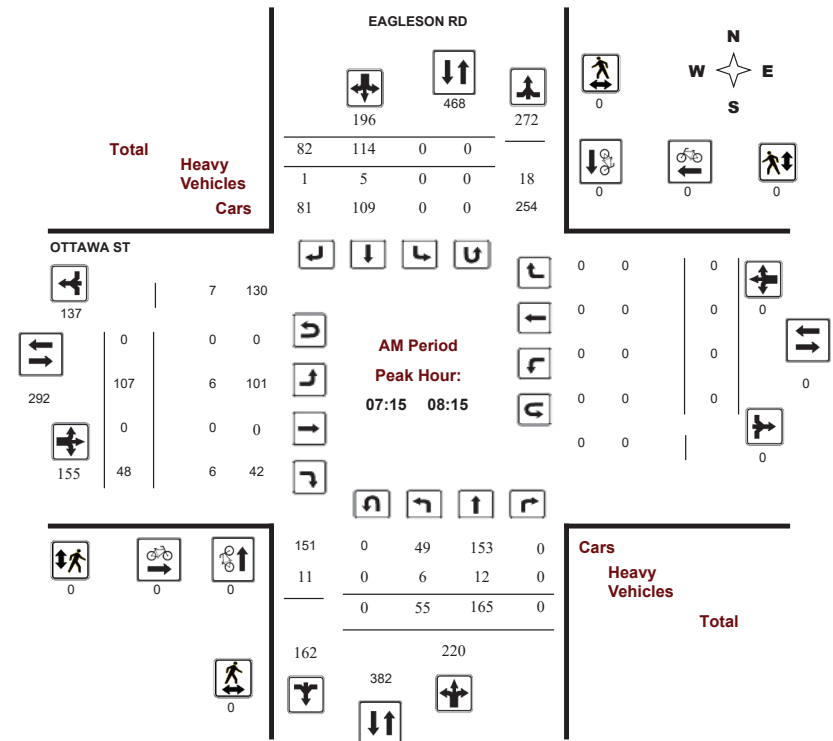 EAGLESON RD
N
W E
S
196 468 272 0
Total 82 114 0 0
Heavy
Vehicles 1 5 0 0 18
Cars 81 109 0 0 254
0 0 0
OTTAWA ST
137 7 130
0 0 0
292 107 6 101
0 0 0
155 48 6 42
AM Period
Peak Hour:
07:15 08:15
0 0 0 0
0 0 0
0 0 0 0
0 0 0
0 0 0
151 0 49 153 0
11 0 6 12 0
0 55 165 0
162 220
382
0 0 0
0
Cars
Heavy
Vehicles
Total